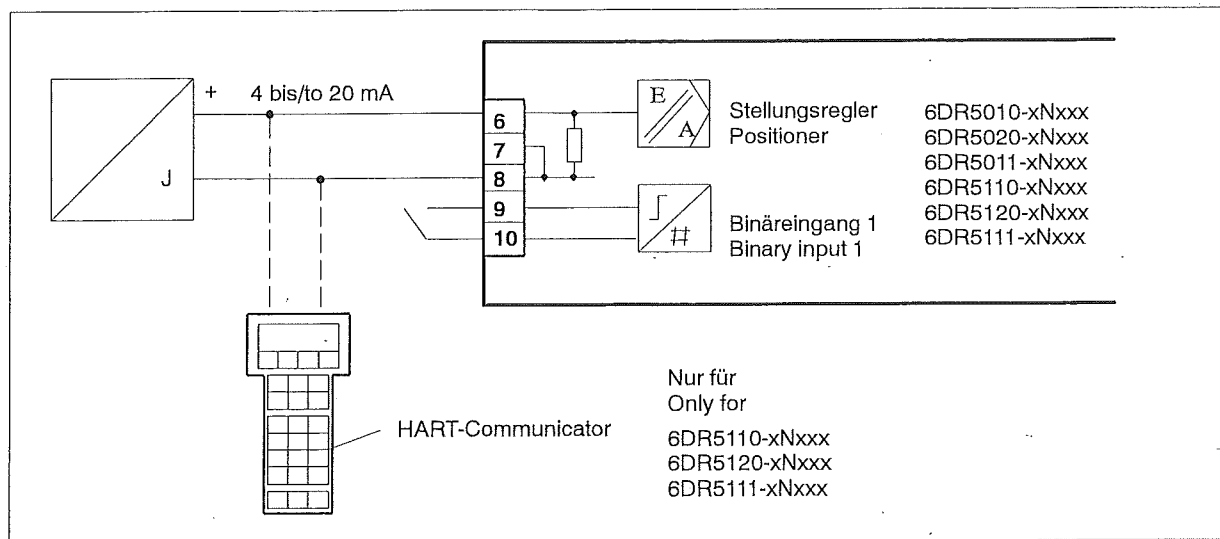 + 4 bis/to 20 mA
J
6
7
8
9
10
E
A
Stellungsregler
Positioner
6DR5010-xNxxx
6DR5020-xNxxx
6DR5011-xNxxx
6DR5110-xNxxx
6DR5120-xNxxx
6DR5111-xNxxx
#
Binäreingang 1
Binary input 1
HART-Communicator
Nur für
Only for
6DR5110-xNxxx
6DR5120-xNxxx
6DR5111-xNxxx